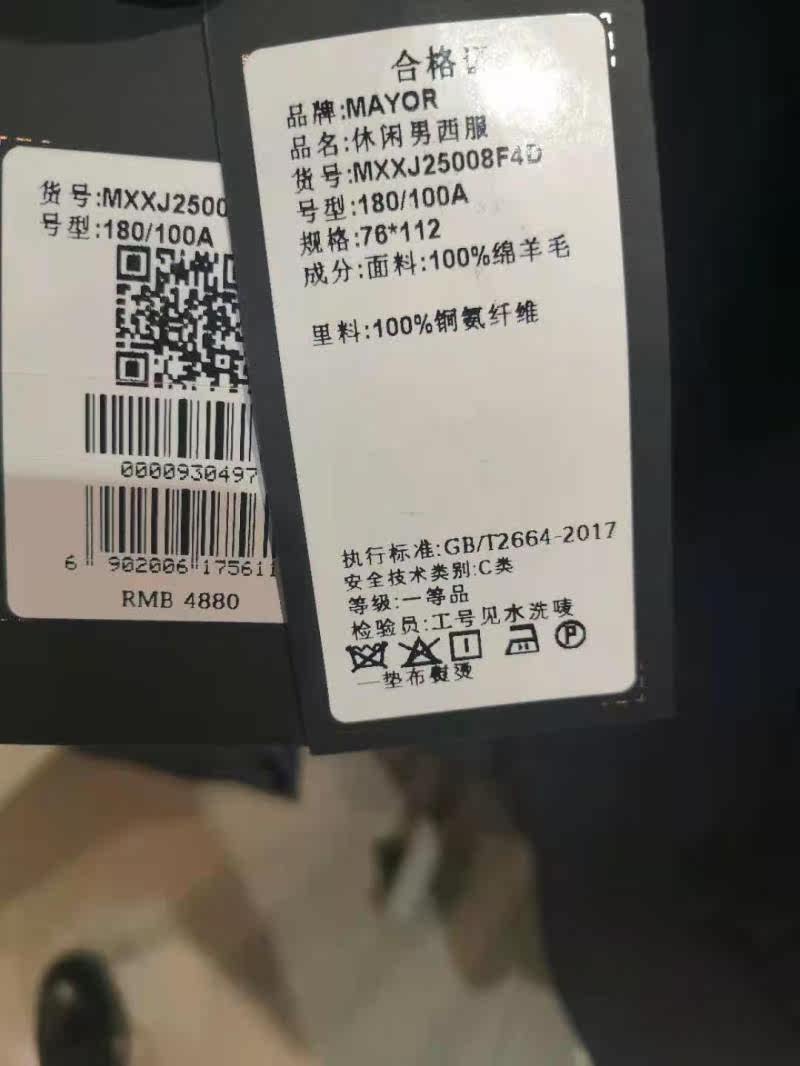 合格证
品牌:MAYOR
品名:休闲男西服
货号:MXXJ25008F4D
号型:180/100A
规格:76*112
成分:面料:100%绵羊毛
里料:100%铜氨纤维
执行标准:GB/T2664-2017
安全技术类别:C类
等级:一等品
检验员:工号见水洗唛
P
一垫布熨烫
货号:MXXJ2500
号型:180/100A
0000930497
6 902006 175611
RMB 4880